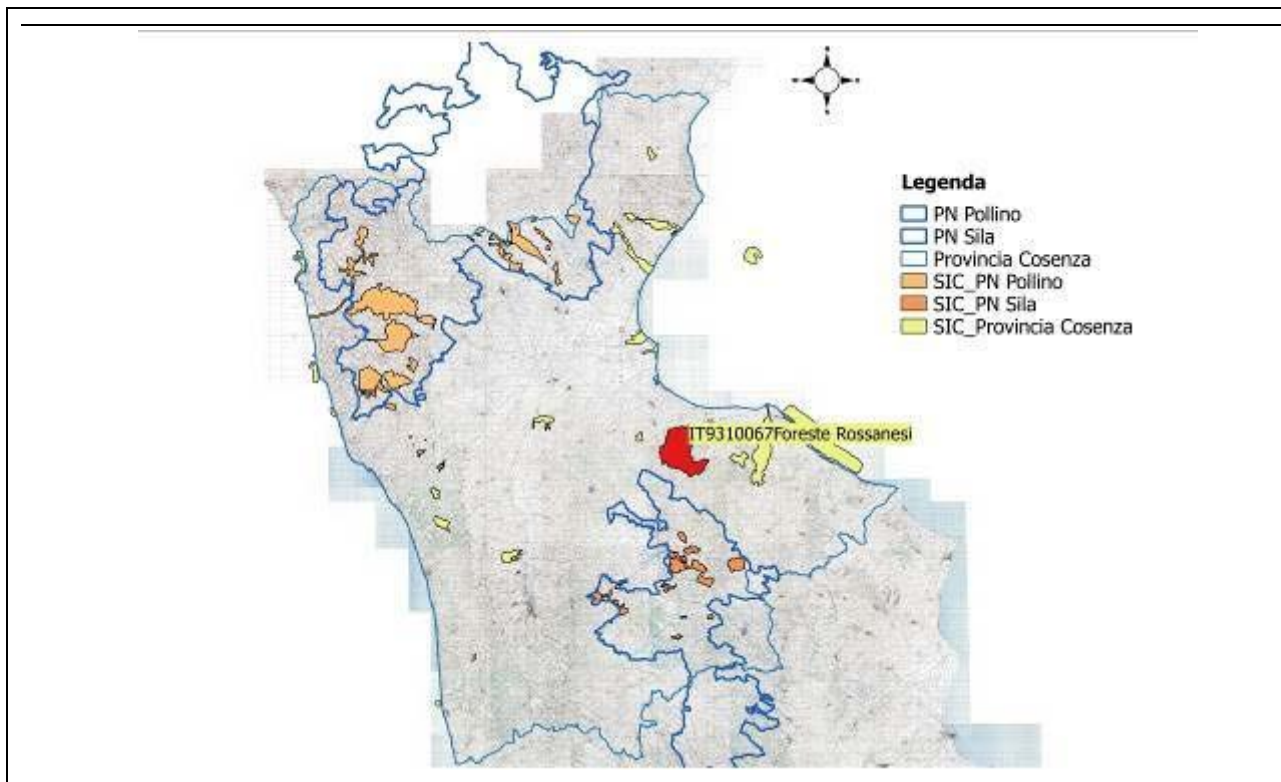 Legenda
PN Pollino
PN Sila
Provincia Cosenza
SIC_PN Pollino
SIC_PN Sila
SIC_Provincia Cosenza
IT9310067Foreste Rossanesi